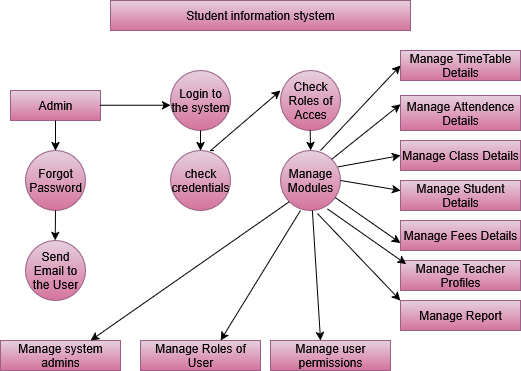 Student information stystem
Admin
Login to
the system
Check
Roles of
Acces
Manage TimeTable
Details
Manage Attendence
Details
Forgot
Password
check
credentials
Manage
Modules
Manage Class Details
Manage Student
Details
Manage Fees Details
Send
Email to
the User
Manage Teacher
Profiles
Manage Report
Manage system
admins
Manage Roles of
User
Manage user
permissions